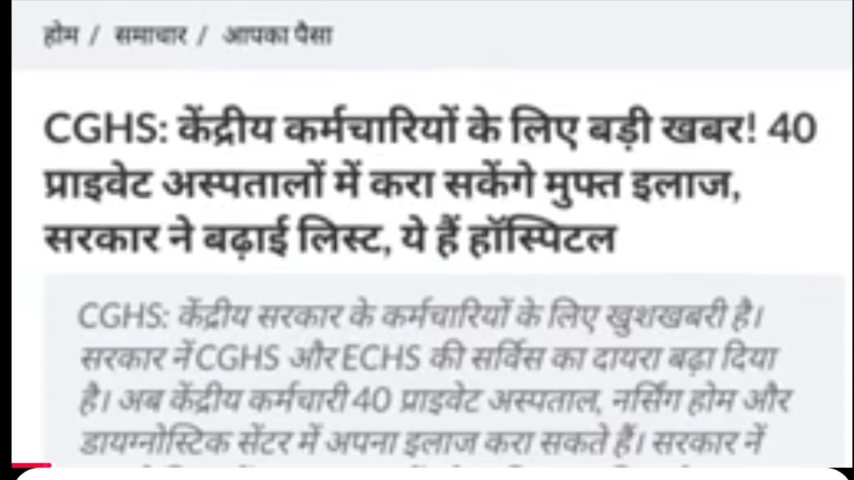 होम / समाचार / आपका पैसा
CGHS: केंद्रीय कर्मचारियों के लिए बड़ी खबर! 40
प्राइवेट अस्पतालों में करा सकेंगे मुफ्त इलाज,
सरकार ने बढ़ाई लिस्ट, ये हैं हॉस्पिटल
CGHS: केंद्रीय सरकार के कर्मचारियों के लिए खुशखबरी है।
सरकार नें CGHS और ECHS की सर्विस का दायरा बढ़ा दिया
है। अब केंद्रीय कर्मचारी 40 प्राइवेट अस्पताल, नर्सिंग होम और
डायग्नोस्टिक सेंटर में अपना इलाज करा सकते हैं। सरकार नें